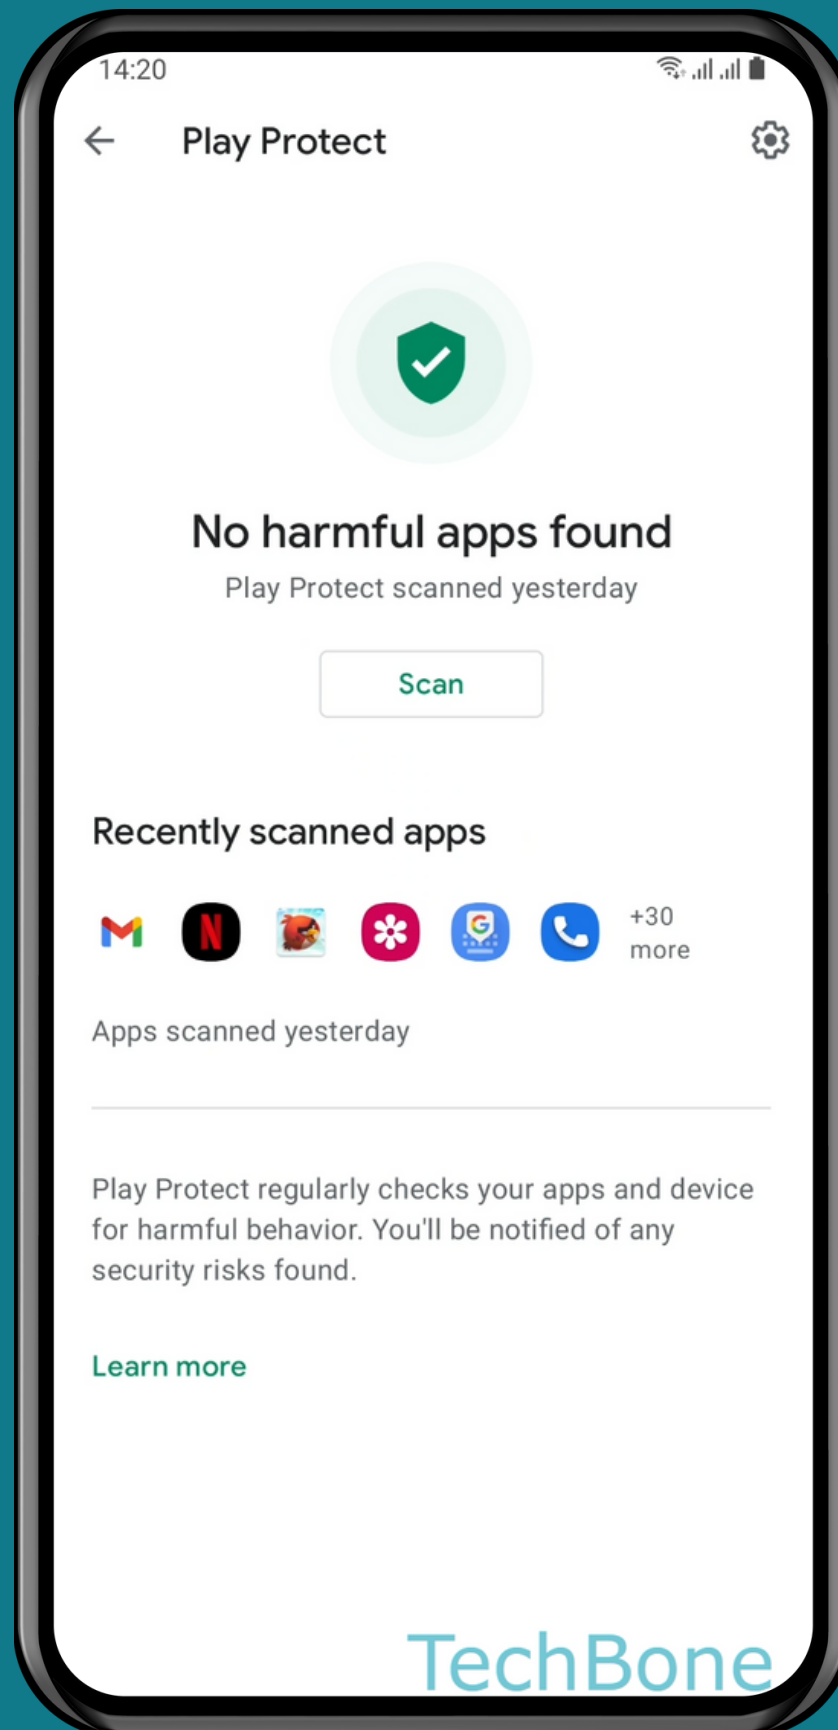 14:20
Play Protect
No harmful apps found
Play Protect scanned yesterday
Scan
Recently scanned apps
+30
more
Apps scanned yesterday
Play Protect regularly checks your apps and device
for harmful behavior. You'll be notified of any
security risks found.
Learn more
TechBone